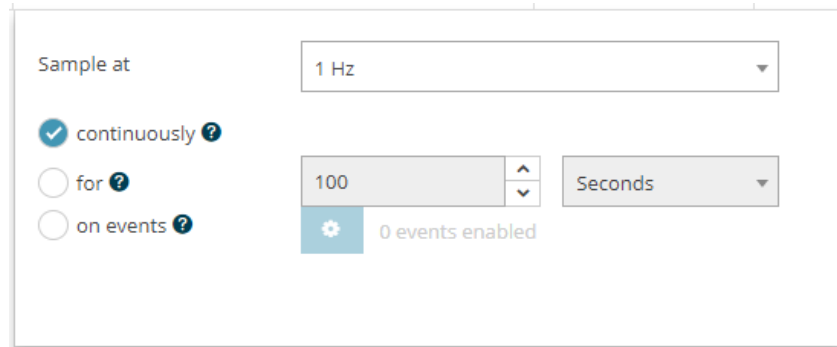 Sample at
1 Hz
continuously ?
for ?
100
Seconds
on events ?
0 events enabled